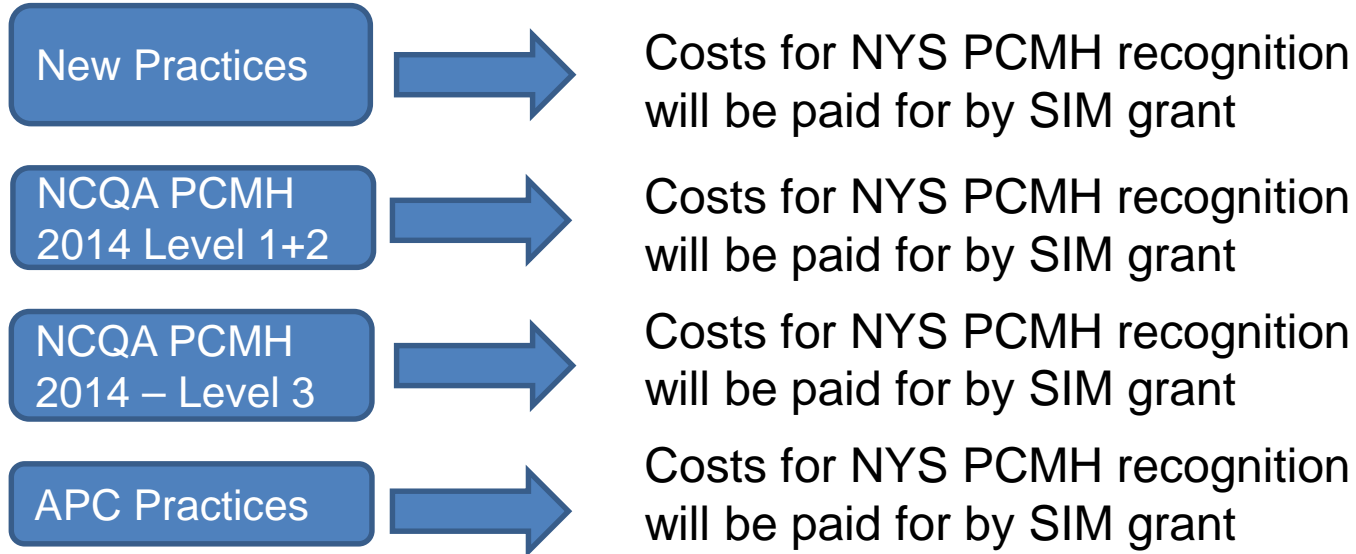 New Practices
Costs for NYS PCMH recognition
will be paid for by SIM grant
NCQA PCMH
2014 Level 1+2
Costs for NYS PCMH recognition
will be paid for by SIM grant
NCQA PCMH
2014 – Level 3
Costs for NYS PCMH recognition
will be paid for by SIM grant
APC Practices
Costs for NYS PCMH recognition
will be paid for by SIM grant